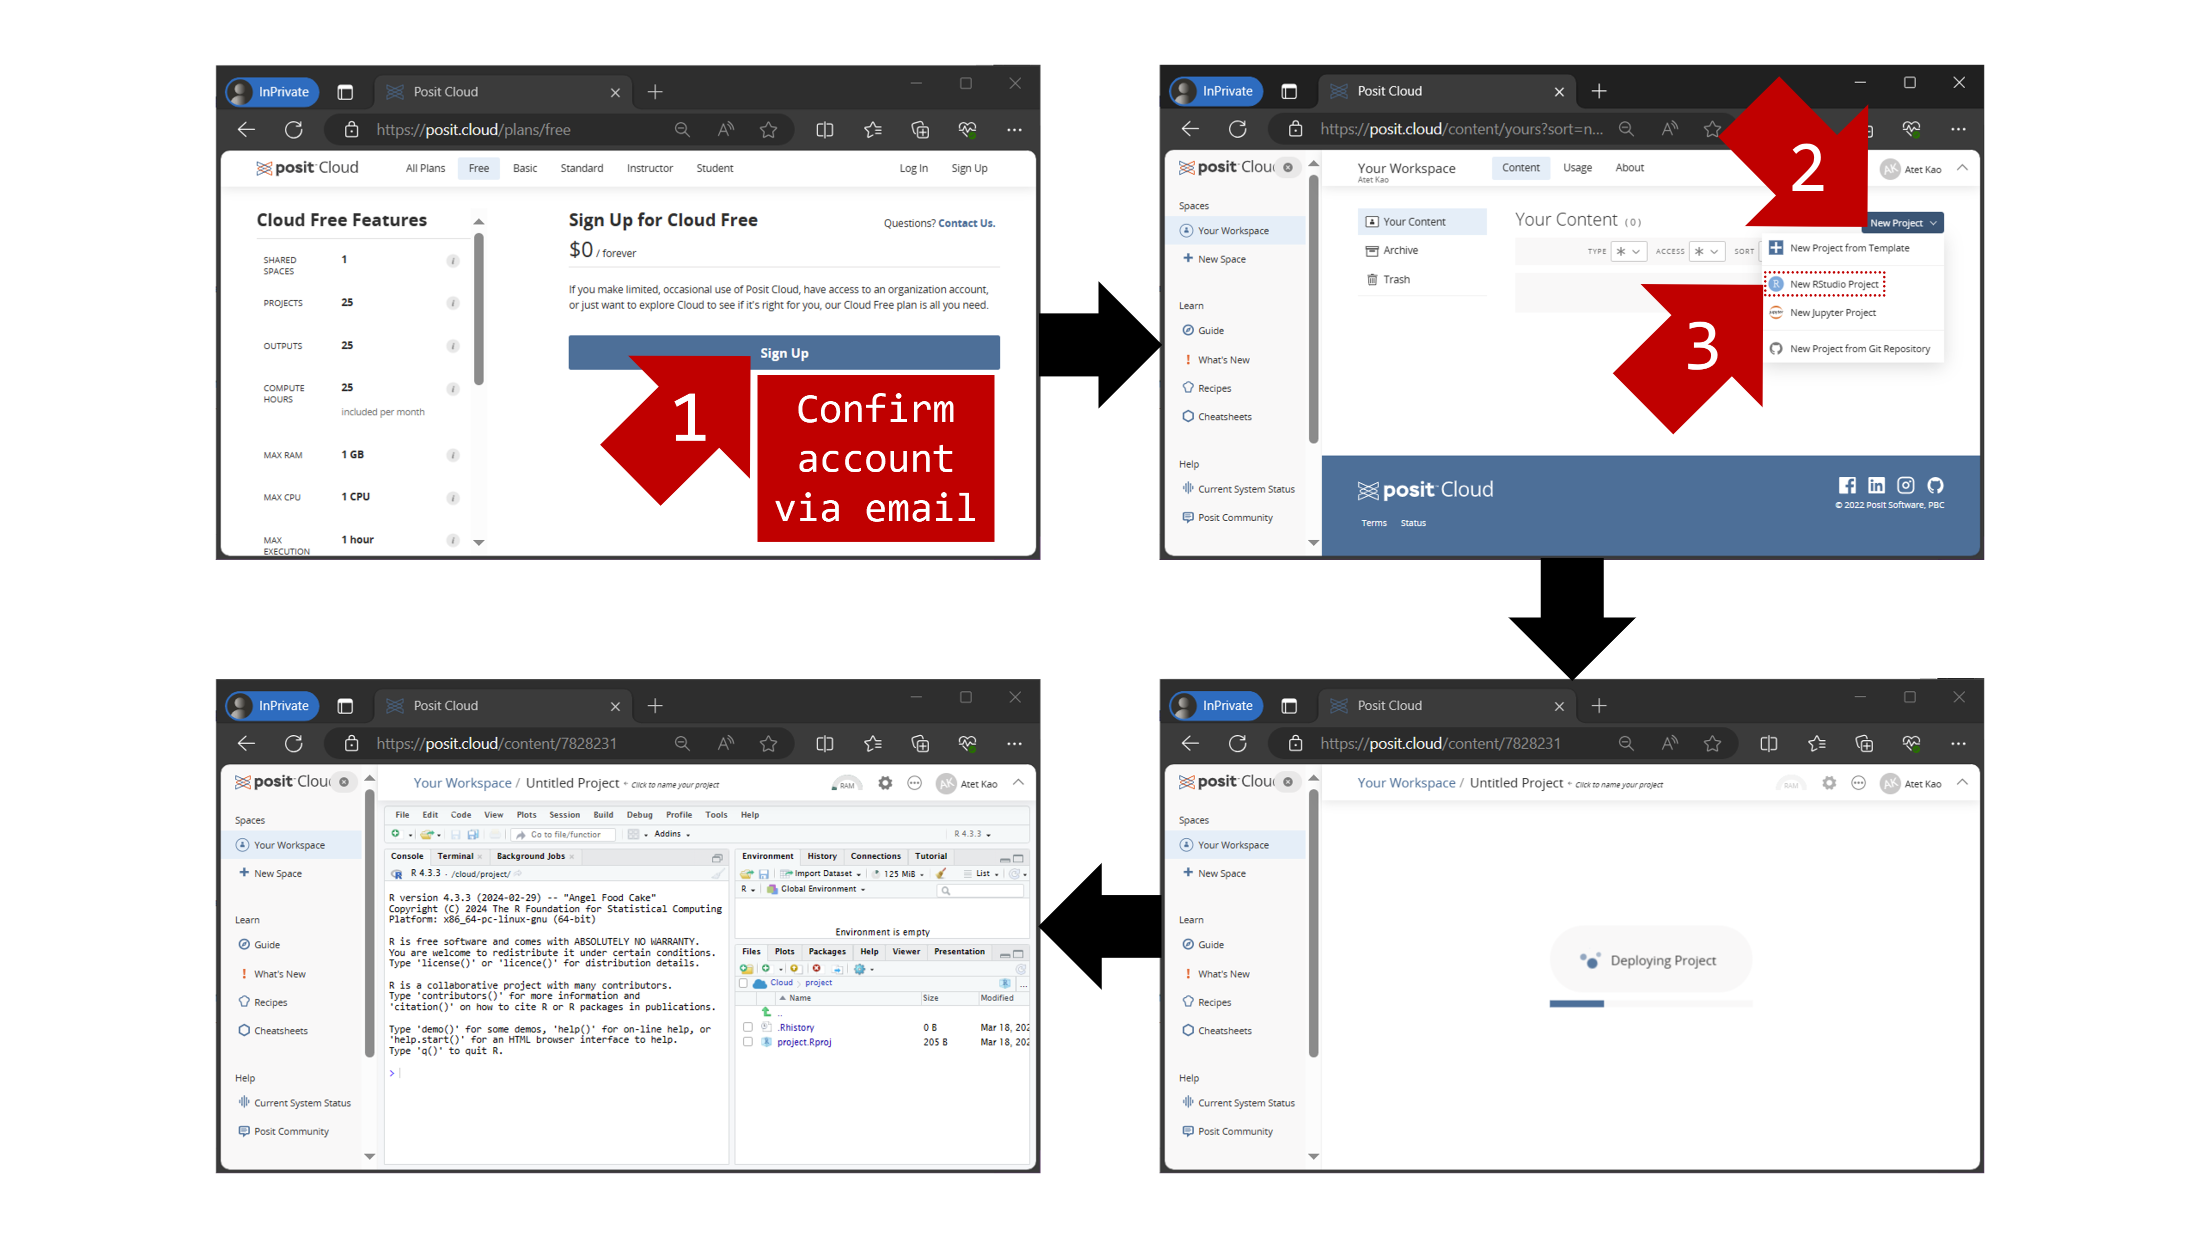 InPrivate
Posit Cloud
https://posit.cloud/plans/free
posit Cloud
All Plans Free Basic Standard Instructor Student Log In Sign Up
Cloud Free Features
SHARED SPACES 1
PROJECTS 25
OUTPUTS 25
COMPUTE HOURS 25
included per month
MAX RAM 1 GB
MAX CPU 1 CPU
MAX EXECUTION 1 hour
Sign Up for Cloud Free
Questions? Contact Us.
$0 / forever
If you make limited, occasional use of Posit Cloud, have access to an organization account,
or just want to explore Cloud to see if it's right for you, our Cloud Free plan is all you need.
Sign Up
1
Confirm
account
via email
InPrivate
Posit Cloud
https://posit.cloud/content/yours?sort=n...
posit Clou
Spaces
Your Workspace
New Space
Learn
Guide
What's New
Recipes
Cheatsheets
Help
Current System Status
Posit Community
Your Workspace
Atet Kao
Content Usage About
AK Atet Kao
2
Your Content
Archive
Trash
Your Content (0)
New Project
TYPE * ACCESS * SORT
New Project from Template
New RStudio Project
New Jupyter Project
New Project from Git Repository
3
posit Cloud
Terms Status
© 2022 Posit Software, PBC
InPrivate
Posit Cloud
https://posit.cloud/content/7828231
posit Clou
Spaces
Your Workspace
New Space
Learn
Guide
What's New
Recipes
Cheatsheets
Help
Current System Status
Posit Community
Your Workspace / Untitled Project
Click to name your project
RAM
AK Atet Kao
File Edit Code View Plots Session Build Debug Profile Tools Help
Go to file/function Addins R 4.3.3
Console Terminal Background Jobs
R 4.3.3 · /cloud/project/
R version 4.3.3 (2024-02-29) -- "Angel Food Cake"
Copyright (C) 2024 The R Foundation for Statistical Computing
Platform: x86_64-pc-linux-gnu (64-bit)
R is free software and comes with ABSOLUTELY NO WARRANTY.
You are welcome to redistribute it under certain conditions.
Type 'license()' or 'licence()' for distribution details.
R is a collaborative project with many contributors.
Type 'contributors()' for more information and
'citation()' on how to cite R or R packages in publications.
Type 'demo()' for some demos, 'help()' for on-line help, or
'help.start()' for an HTML browser interface to help.
Type 'q()' to quit R.
>
Environment History Connections Tutorial
Import Dataset 125 MiB List
R Global Environment
Environment is empty
Files Plots Packages Help Viewer Presentation
Cloud project
Name Size Modified
..
.Rhistory 0 B Mar 18, 202
project.Rproj 205 B Mar 18, 202
InPrivate
Posit Cloud
https://posit.cloud/content/7828231
posit Clou
Spaces
Your Workspace
New Space
Learn
Guide
What's New
Recipes
Cheatsheets
Help
Current System Status
Posit Community
Your Workspace / Untitled Project
Click to name your project
RAM
AK Atet Kao
Deploying Project